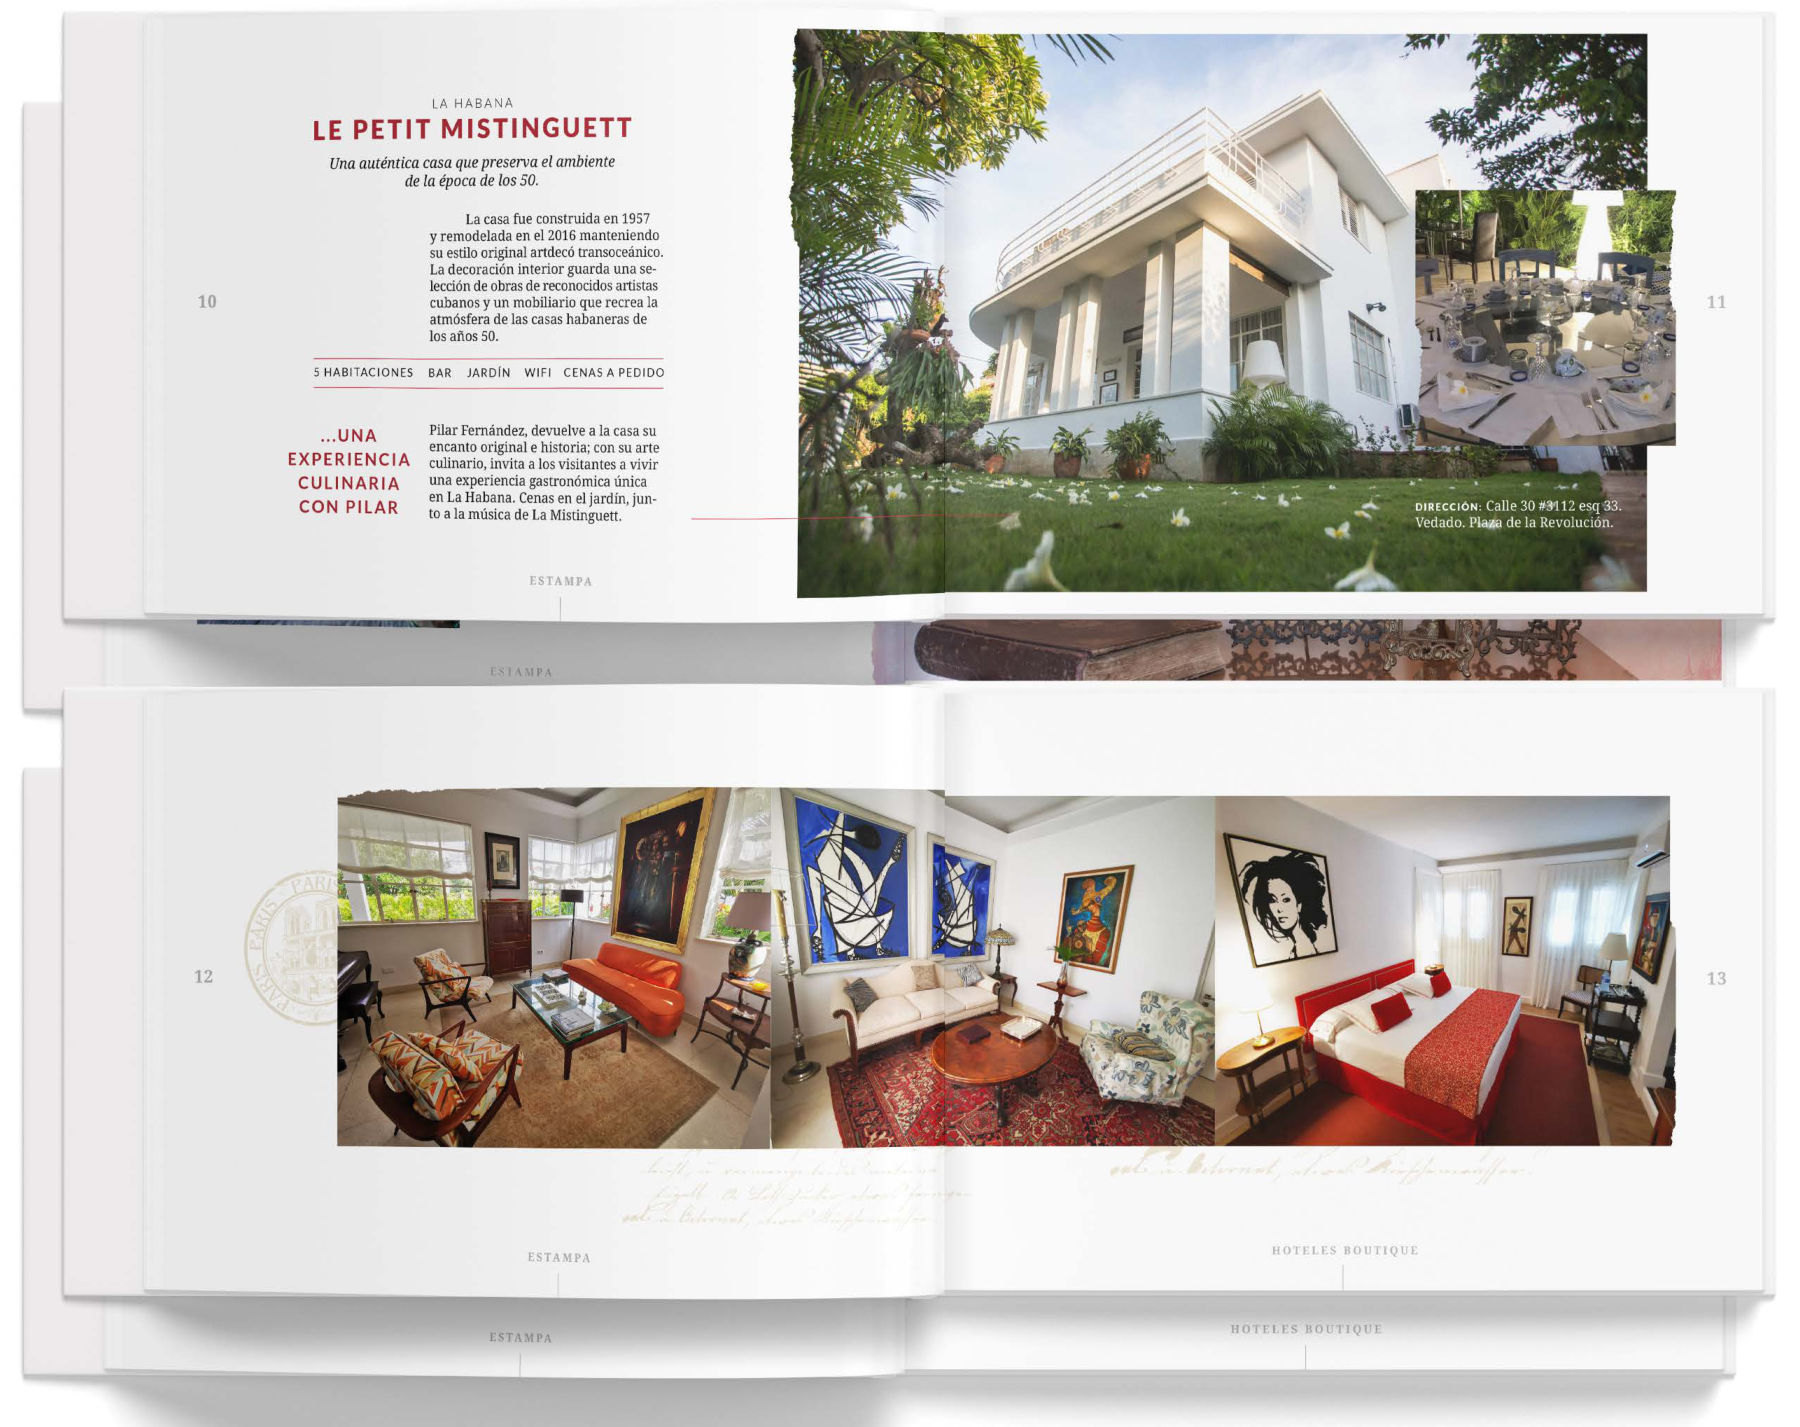 LA HABANA
LE PETIT MISTINGUETT
Una auténtica casa que preserva el ambiente
de la época de los 50.
La casa fue construida en 1957
y remodelada en el 2016 manteniendo
su estilo original artdecó transoceánico.
La decoración interior guarda una se-
lección de obras de reconocidos artistas
cubanos y un mobiliario que recrea la
atmósfera de las casas habaneras de
los años 50.
10
5 HABITACIONES BAR JARDÍN WIFI CENAS A PEDIDO
...UNA
EXPERIENCIA
CULINARIA
CON PILAR
Pilar Fernández, devuelve a la casa su
encanto original e historia; con su arte
culinario, invita a los visitantes a vivir
una experiencia gastronómica única
en La Habana. Cenas en el jardín, jun-
to a la música de La Mistinguett.
ESTAMPA
11
DIRECCIÓN: Calle 30 #3112 esq 33.
Vedado. Plaza de la Revolución.
ESTAMPA
PARIS PARIS PARIS
12
13
ESTAMPA
HOTELES BOUTIQUE
ESTAMPA
HOTELES BOUTIQUE